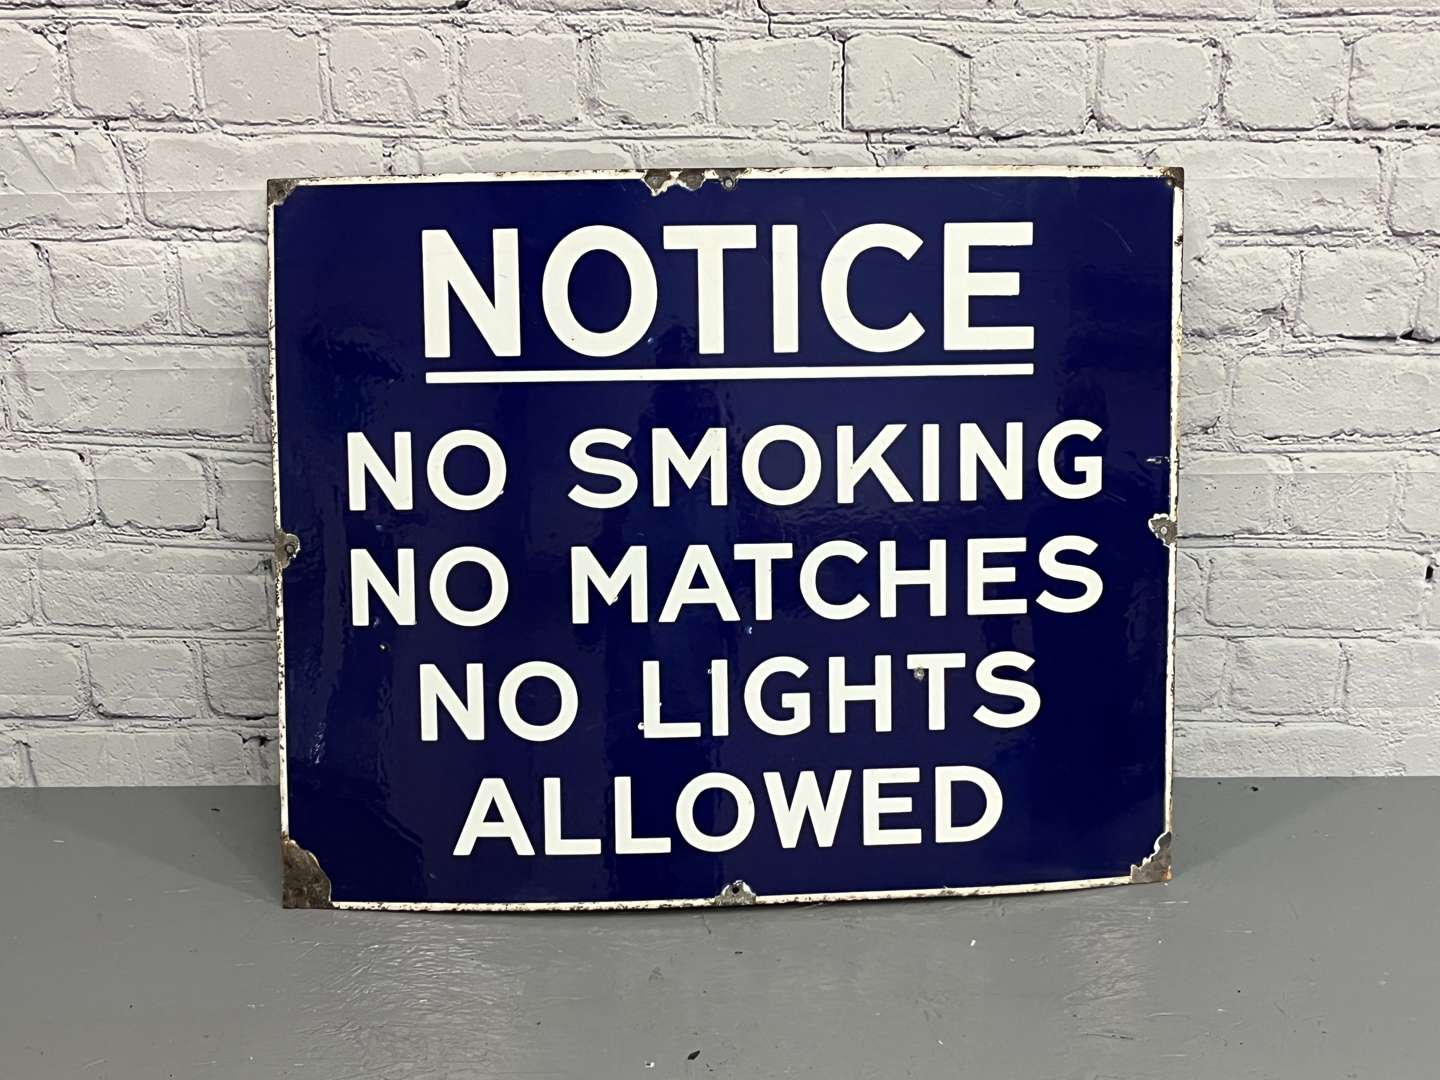 NOTICE
NO SMOKING
NO MATCHES
NO LIGHTS
ALLOWED